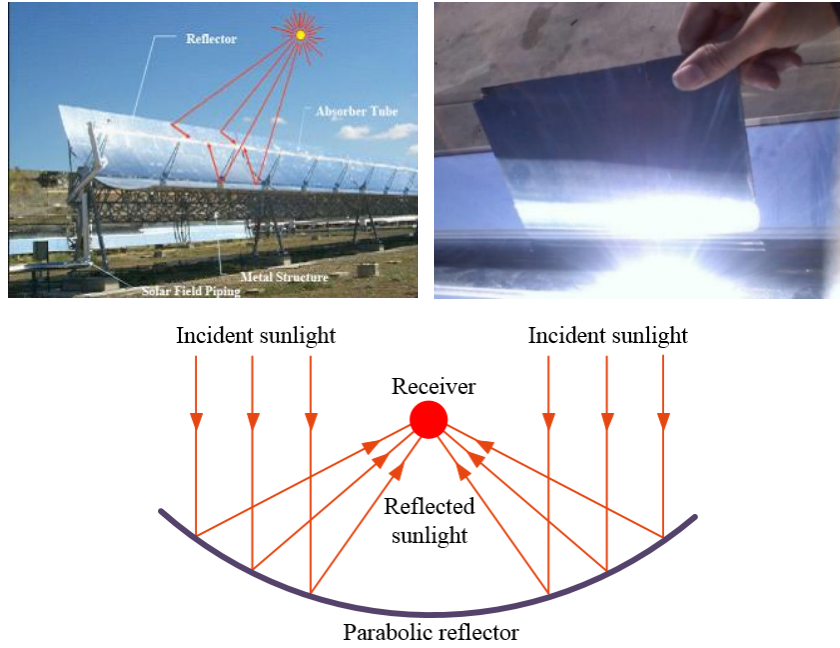 Reflector
Absorber Tube
Metal Structure
Solar Field Piping
Incident sunlight
Incident sunlight
Receiver
Reflected
sunlight
Parabolic reflector